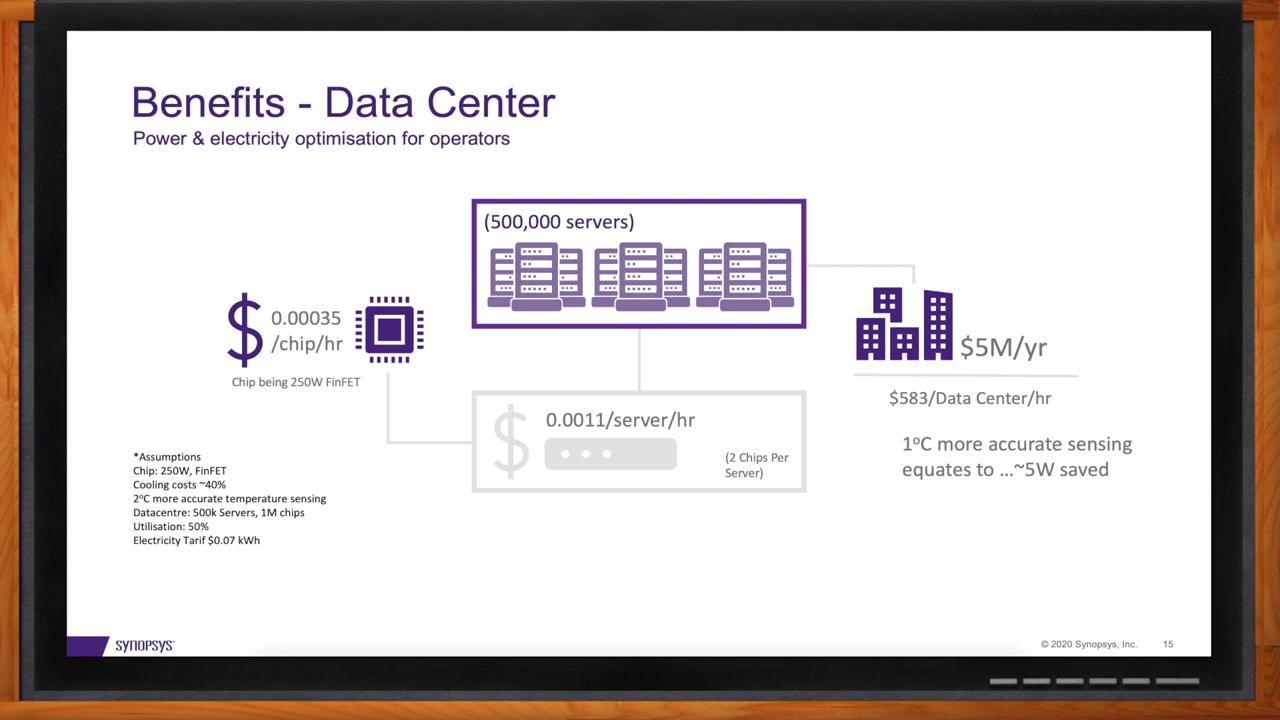 Benefits - Data Center
Power & electricity optimisation for operators
(500,000 servers)
$ 0.00035
/chip/hr
Chip being 250W FinFET
$ 0.0011/server/hr
(2 Chips Per
Server)
$5M/yr
$583/Data Center/hr
1ºC more accurate sensing
equates to ...~5W saved
*Assumptions
Chip: 250W, FinFET
Cooling costs ~40%
2ºC more accurate temperature sensing
Datacentre: 500k Servers, 1M chips
Utilisation: 50%
Electricity Tarif $0.07 kWh
SYNOPSYS®
© 2020 Synopsys, Inc.
15